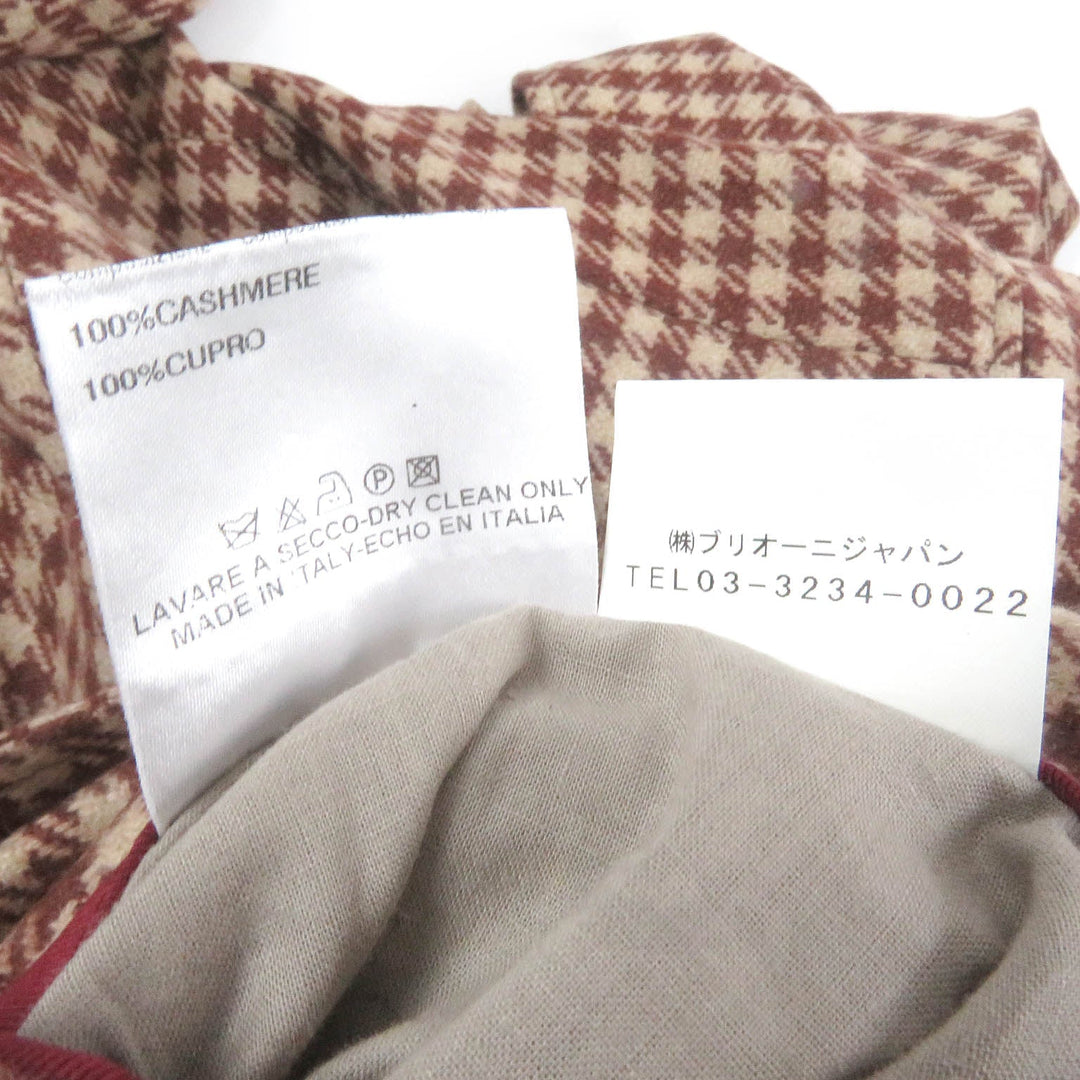 100%CASHMERE
100%CUPRO
P
LAVARE A SECCO-DRY CLEAN ONLY
MADE IN ITALY-ECHO EN ITALIA
㈱ブリオーニジャパン
TEL03-3234-0022